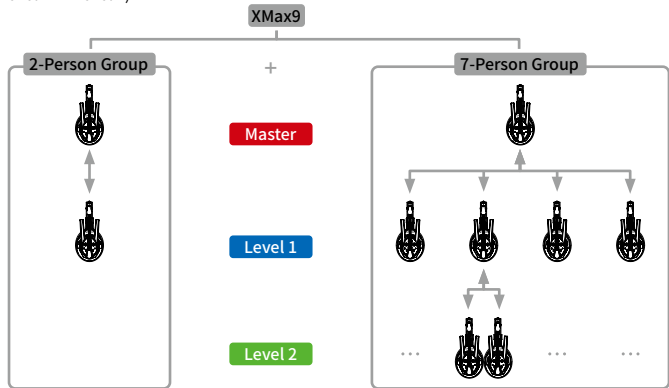 XMax9
2-Person Group
+
7-Person Group
Master
Level 1
Level 2
... ... ... ...